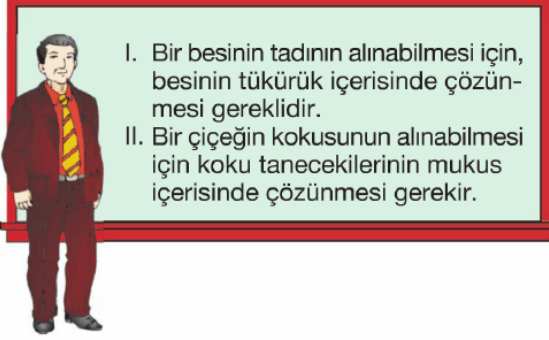 I. Bir besinin tadının alınabilmesi için,
besinin tükürük içerisinde çözün-
mesi gereklidir.
II. Bir çiçeğin kokusunun alınabilmesi
için koku tanecekilerinin mukus
içerisinde çözünmesi gerekir.